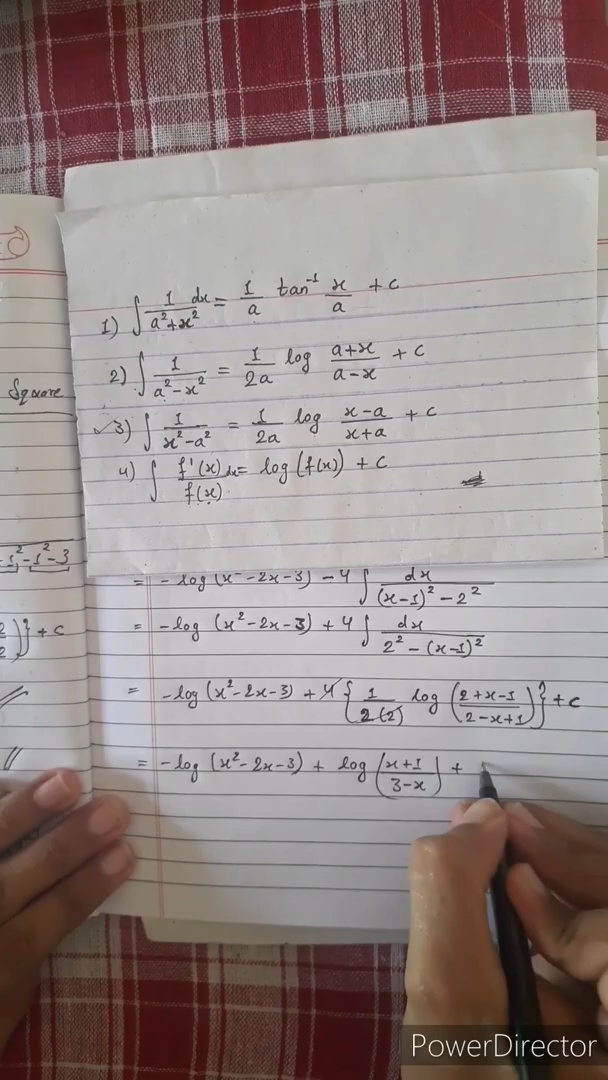 1) ∫ 1/(a²+x²) dx = 1/a tan⁻¹ x/a + c
2) ∫ 1/(a²-x²) = 1/2a log (a+x)/(a-x) + c
✓3) ∫ 1/(x²-a²) = 1/2a log (x-a)/(x+a) + c
4) ∫ f'(x)/f(x) dx = log (f(x) + c
Square
-1²-1²-3
)} + c
= -log (x²-2x-3) - 4 ∫ dx/((x-1)² - 2²)
= -log (x²-2x-3) + 4 ∫ dx/(2² - (x-1)²)
= -log (x²-2x-3) + 4 { 1/2(2) log ((2+x-1)/(2-x+1)) } + c
= -log (x²-2x-3) + log ((x+1)/(3-x)) +
PowerDirector